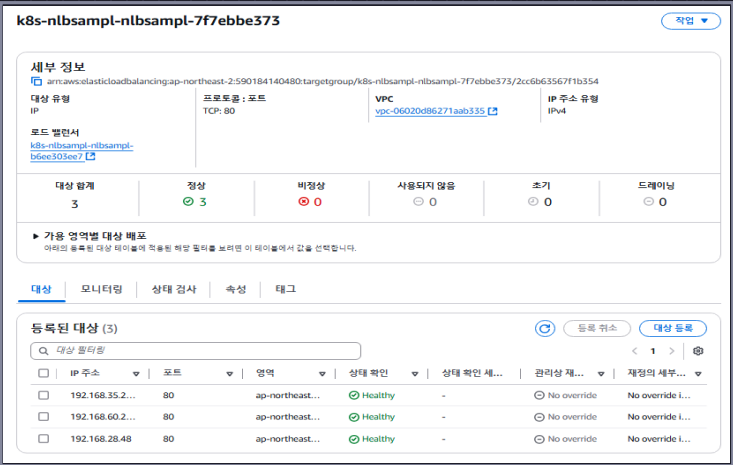 k8s-nlbsampl-nlbsampl-7f7ebbe373
작업
세부 정보
arn:aws:elasticloadbalancing:ap-northeast-2:590184140480:targetgroup/k8s-nlbsampl-nlbsampl-7f7ebbe373/2cc6b63567f1b354
대상 유형
IP
프로토콜 : 포트
TCP: 80
VPC
vpc-06020d86271aab335
IP 주소 유형
IPv4
로드 밸런서
k8s-nlbsampl-nlbsampl-
b6ee303ee7
대상 합계
3
정상
3
비정상
0
사용되지 않음
0
초기
0
드레이닝
0
가용 영역별 대상 배포
아래의 등록된 대상 테이블에 적용된 해당 필터를 보려면 이 테이블에서 값을 선택합니다.
대상 모니터링 상태 검사 속성 태그
등록된 대상 (3)
등록 취소 대상 등록
대상 필터링
1
IP 주소 포트 영역 상태 확인 상태 확인 세... 관리상 재... 재정의 세부...
192.168.35.2... 80 ap-northeast... Healthy - No override No override i...
192.168.60.2... 80 ap-northeast... Healthy - No override No override i...
192.168.28.48 80 ap-northeast... Healthy - No override No override i...